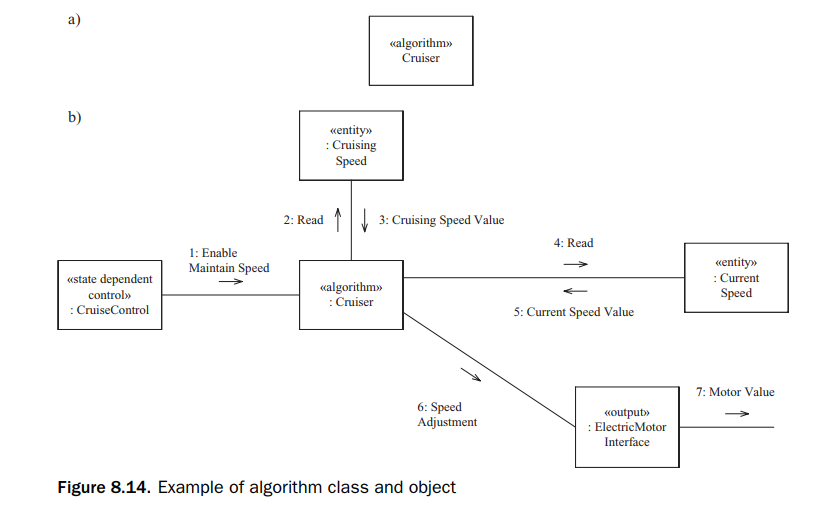 a)
«algorithm»
Cruiser
b)
«entity»
: Cruising
Speed
2: Read
3: Cruising Speed Value
1: Enable
Maintain Speed
4: Read
«state dependent
control»
: CruiseControl
«algorithm»
: Cruiser
«entity»
: Current
Speed
5: Current Speed Value
6: Speed
Adjustment
«output»
: ElectricMotor
Interface
7: Motor Value
Figure 8.14. Example of algorithm class and object